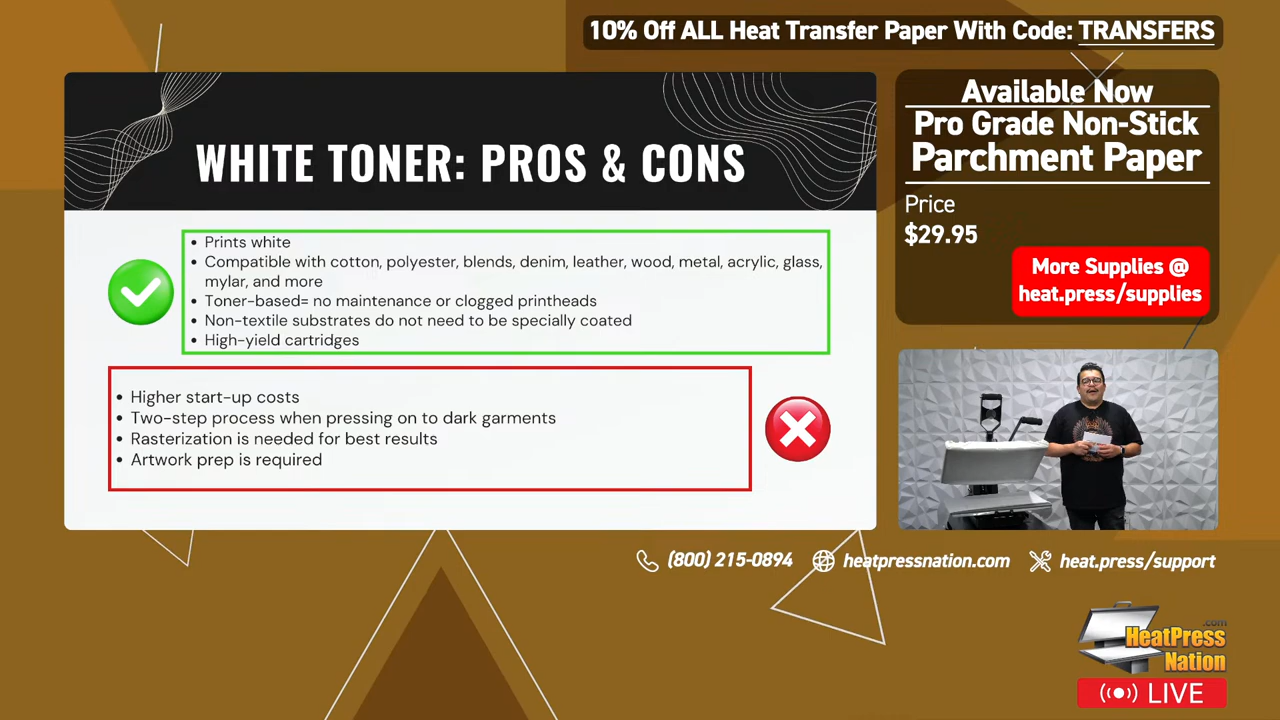 10% Off ALL Heat Transfer Paper With Code: TRANSFERS
WHITE TONER: PROS & CONS
• Prints white
• Compatible with cotton, polyester, blends, denim, leather, wood, metal, acrylic, glass,
mylar, and more
• Toner-based= no maintenance or clogged printheads
• Non-textile substrates do not need to be specially coated
• High-yield cartridges
• Higher start-up costs
• Two-step process when pressing on to dark garments
• Rasterization is needed for best results
• Artwork prep is required
Available Now
Pro Grade Non-Stick
Parchment Paper
Price
$29.95
More Supplies @
heat.press/supplies
(800) 215-0894 heatpressnation.com heat.press/support
.com
HeatPress
Nation
LIVE